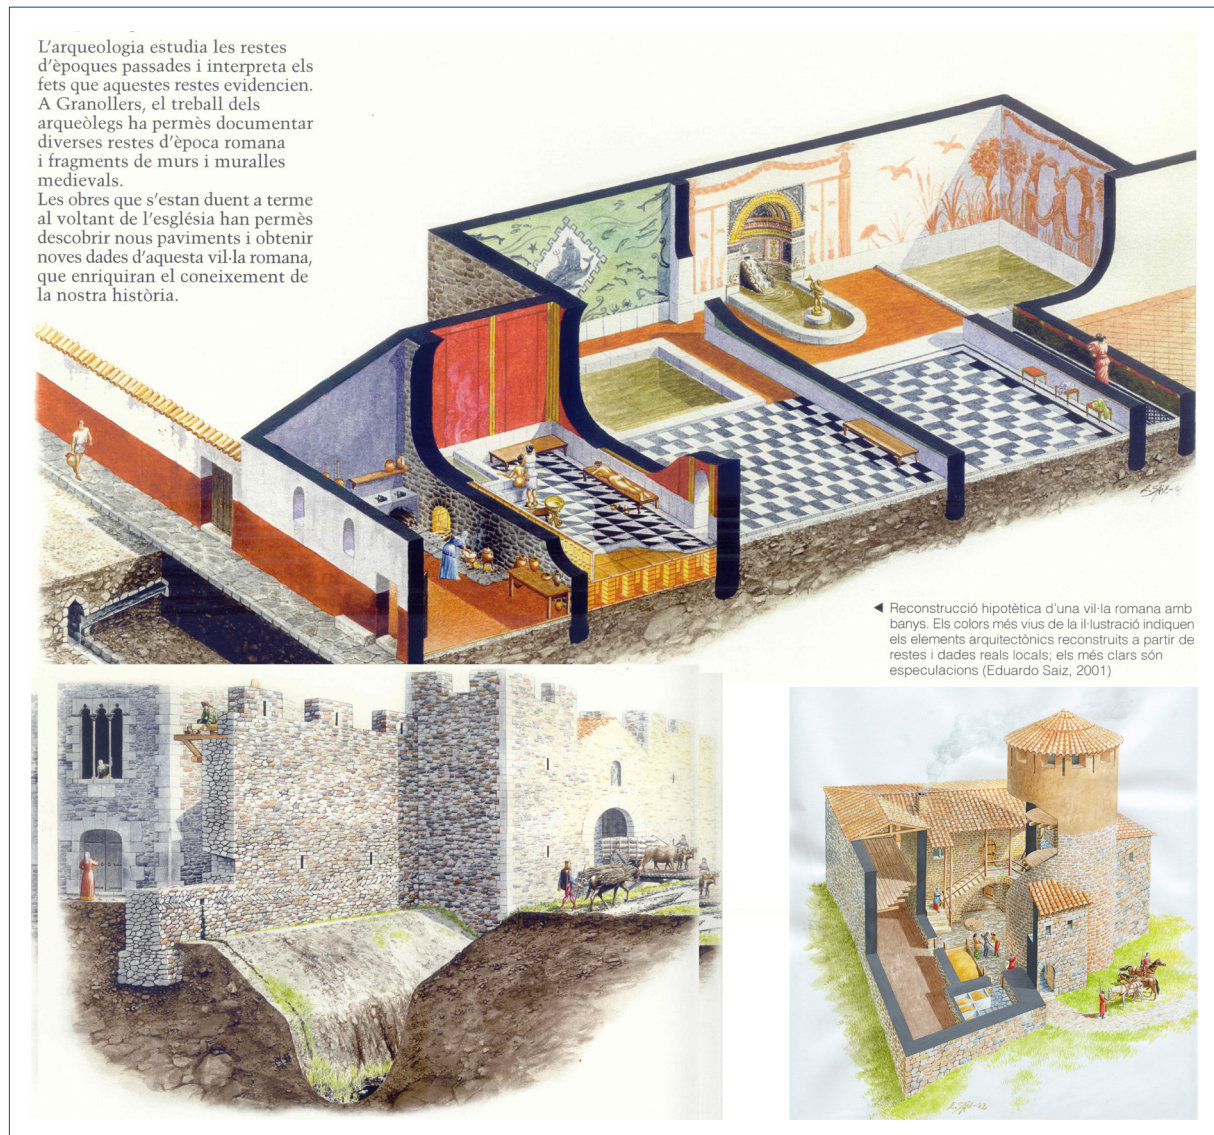 L'arqueologia estudia les restes
d'èpoques passades i interpreta els
fets que aquestes restes evidencien.
A Granollers, el treball dels
arqueòlegs ha permès documentar
diverses restes d'època romana
i fragments de murs i muralles
medievals.
Les obres que s'estan duent a terme
al voltant de l'església han permès
descobrir nous paviments i obtenir
noves dades d'aquesta vil·la romana,
que enriquiran el coneixement de
la nostra història.
◄ Reconstrucció hipotètica d'una vil·la romana amb
banys. Els colors més vius de la il·lustració indiquen
els elements arquitectònics reconstruits a partir de
restes i dades reals locals; els més clars són
especulacions (Eduardo Saiz, 2001)